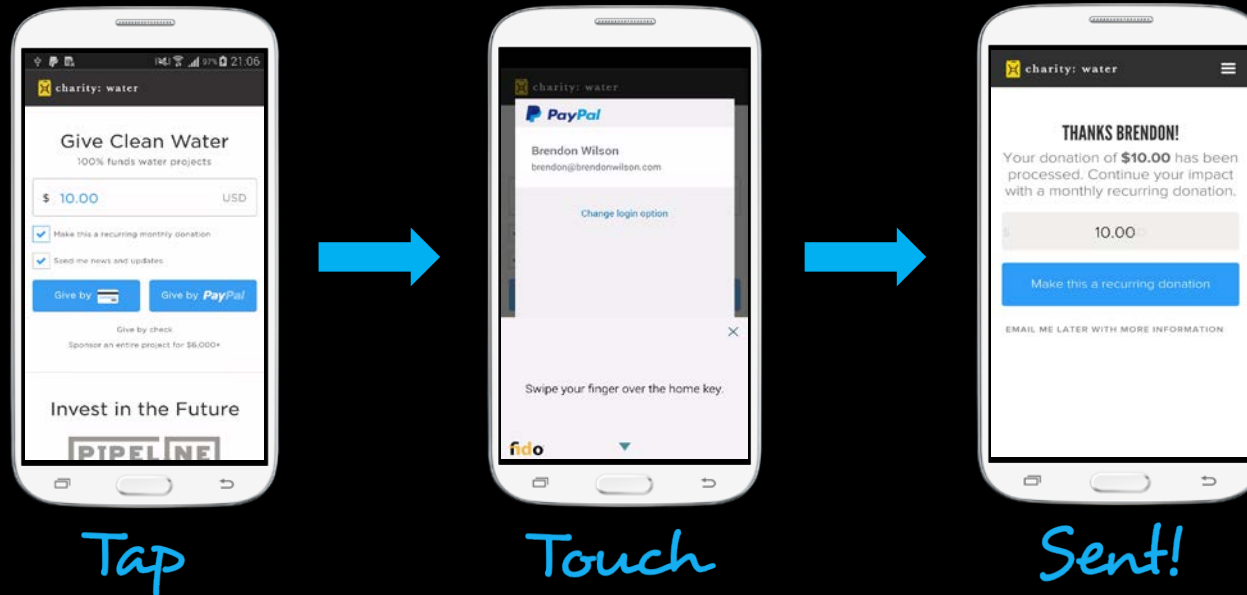 97% 21:06
charity: water
Give Clean Water
100% funds water projects
$ 10.00 USD
Make this a recurring monthly donation
Send me news and updates
Give by
Give by PayPal
Give by check
Sponsor an entire project for $6,000+
Invest in the Future
PIPELINE
Tap
charity: water
PayPal
Brendon Wilson
brendon@brendonwilson.com
Change login option
Swipe your finger over the home key.
fido
Touch
charity: water
THANKS BRENDON!
Your donation of $10.00 has been
processed. Continue your impact
with a monthly recurring donation.
$ 10.00
Make this a recurring donation
EMAIL ME LATER WITH MORE INFORMATION
Sent!